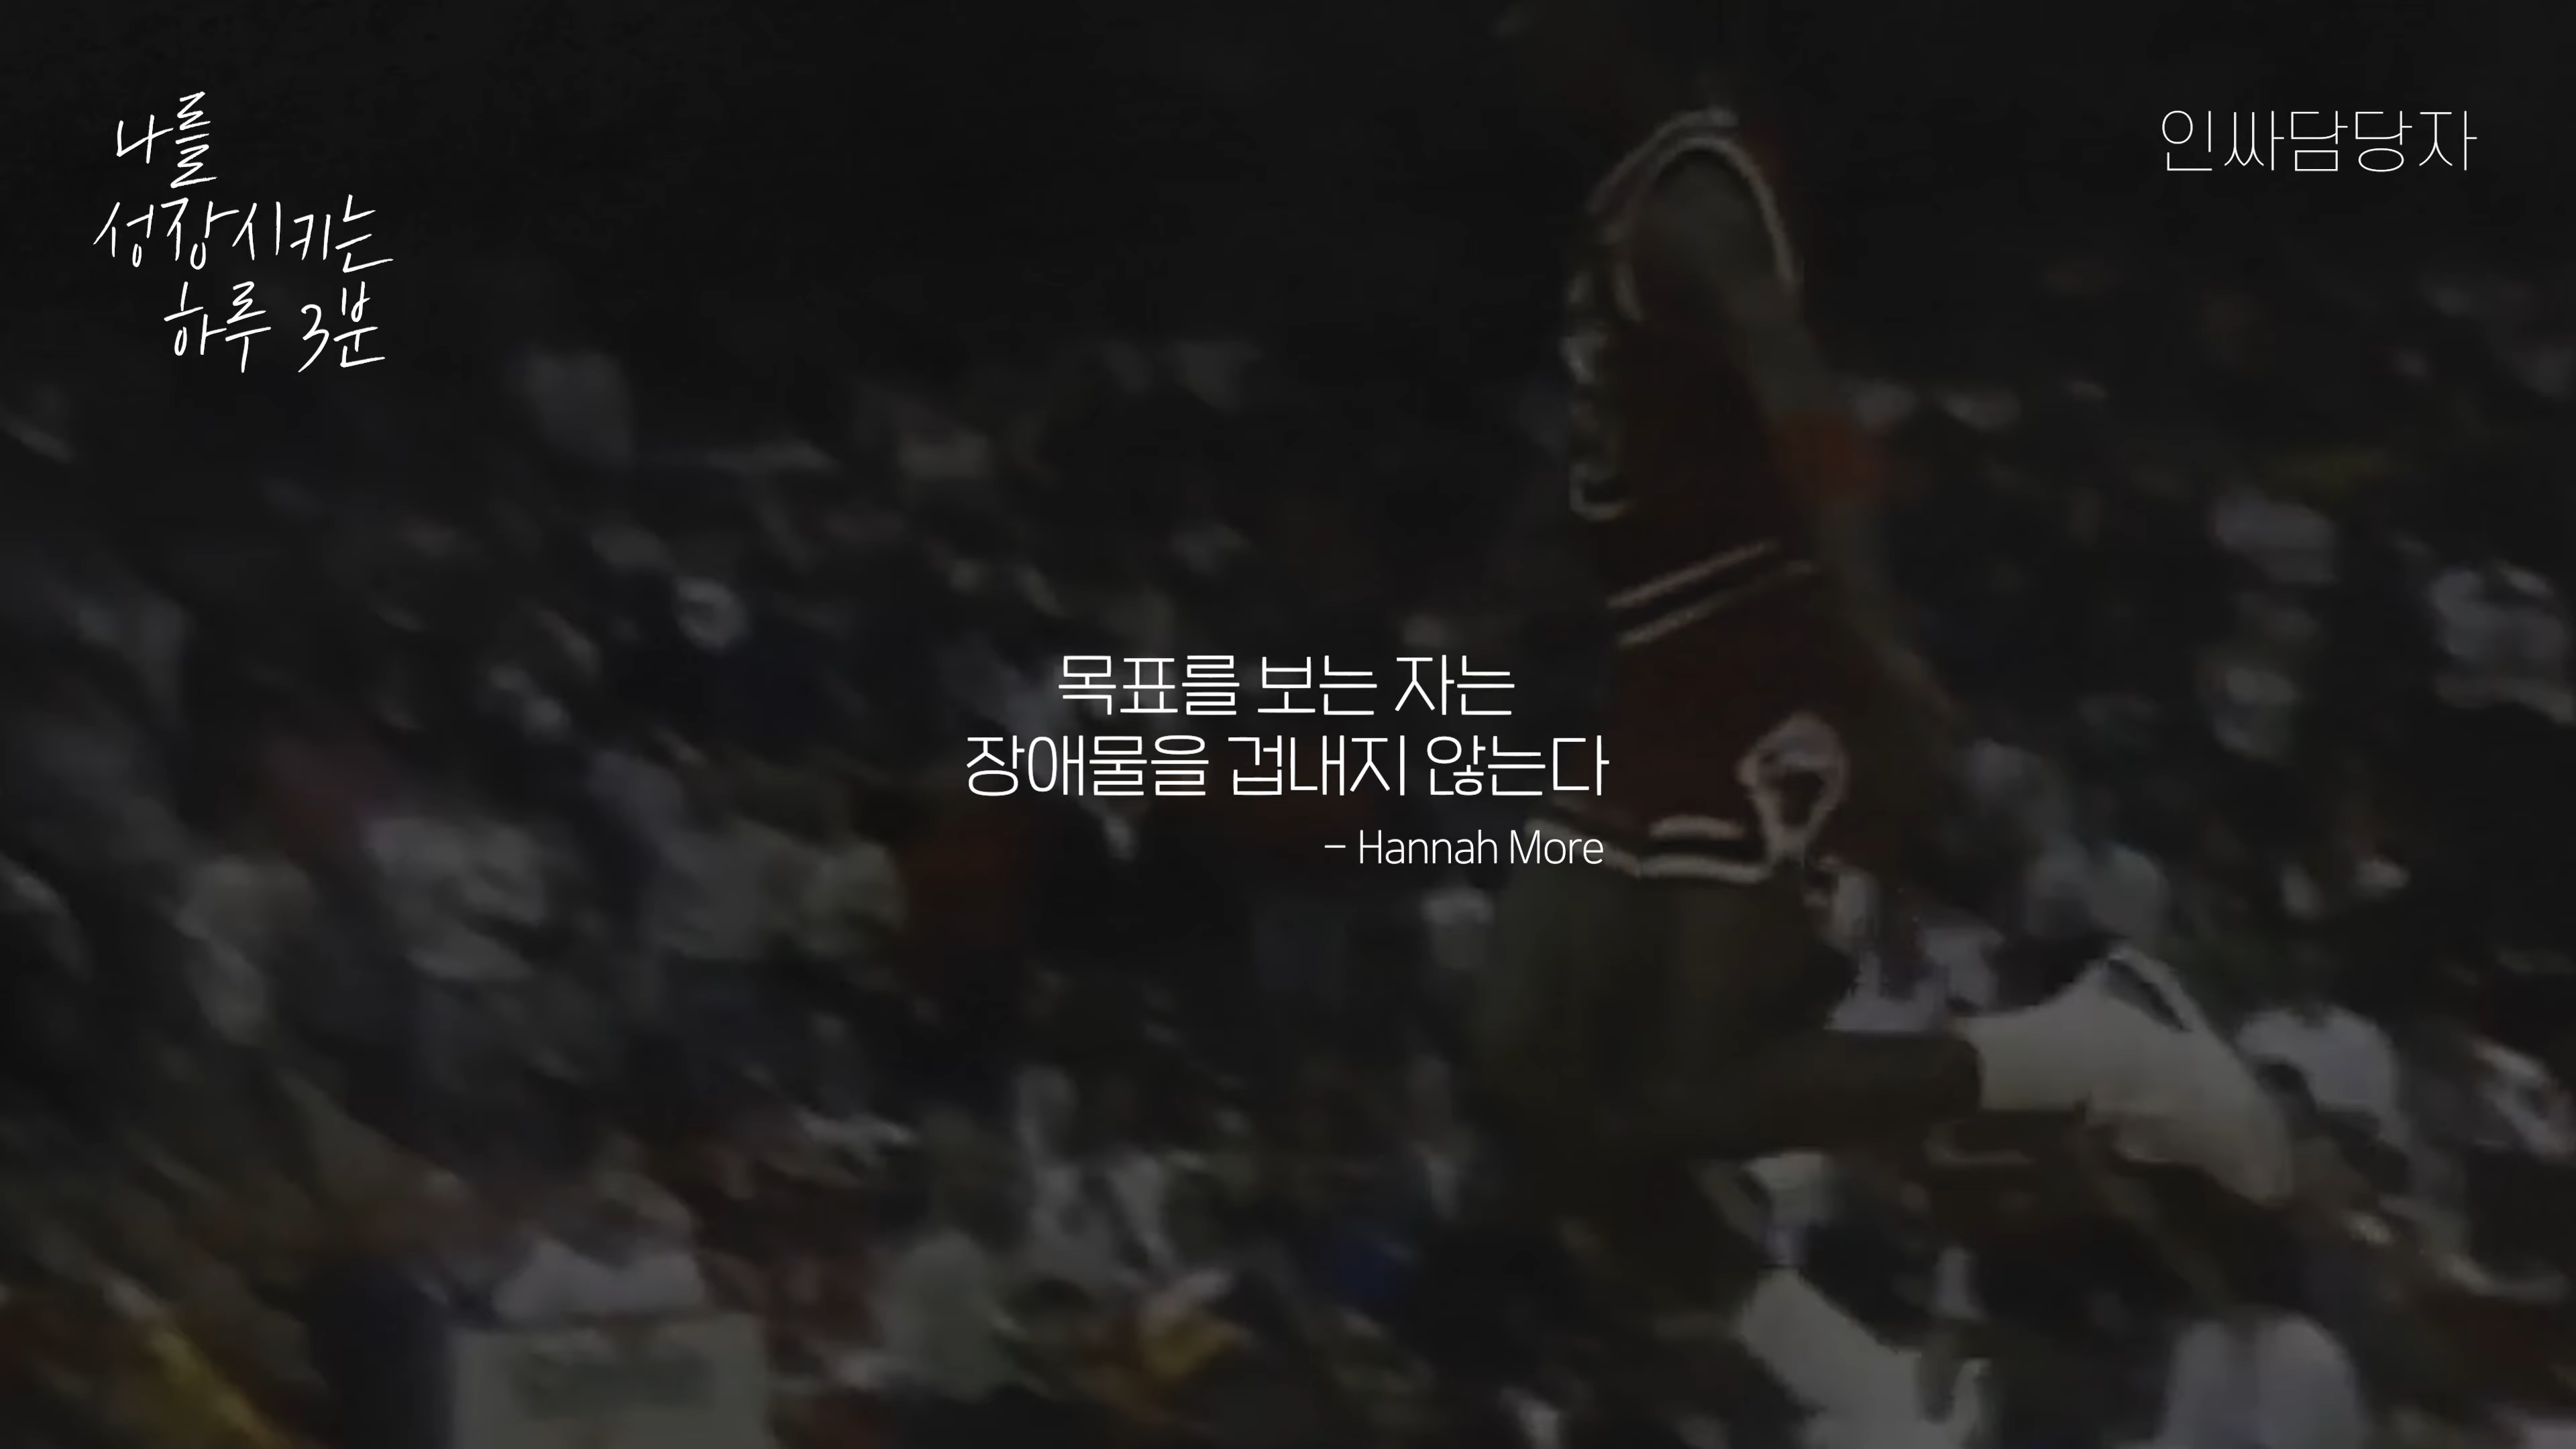 나를
성장시키는
하루 3분
인싸담당자
목표를 보는 자는
장애물을 겁내지 않는다
– Hannah More